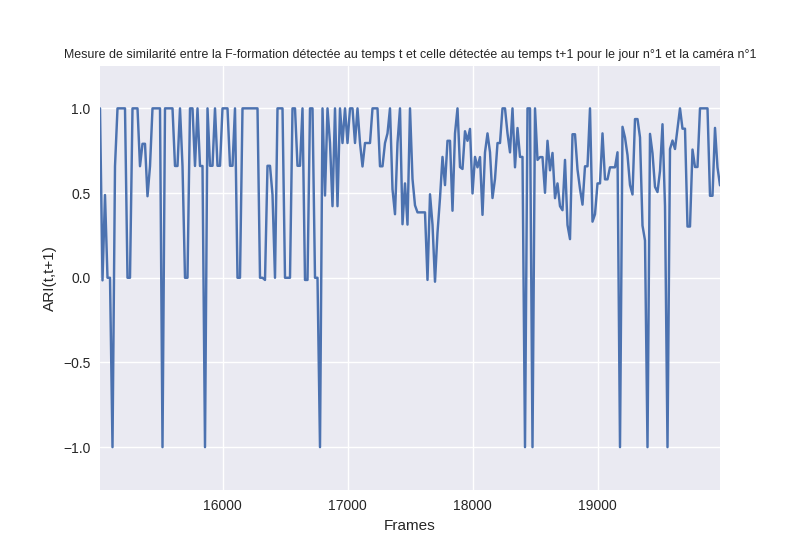 Mesure de similarité entre la F-formation détectée au temps t et celle détectée au temps t+1 pour le jour n°1 et la caméra n°1
1.0
0.5
0.0
−0.5
−1.0
ARI(t,t+1)
16000 17000 18000 19000
Frames